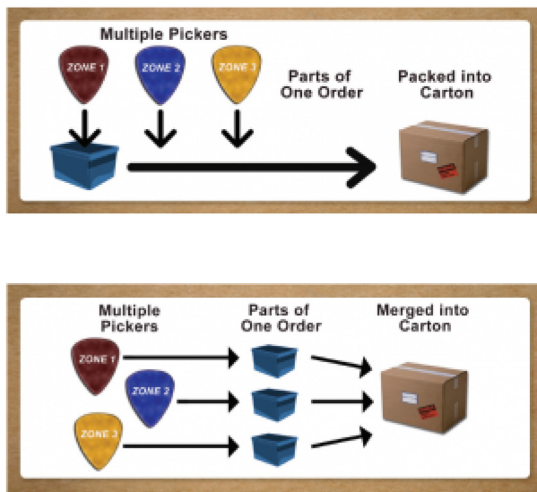 Multiple Pickers
ZONE 1
ZONE 2
ZONE 3
Parts of
One Order
Packed into
Carton
Multiple
Pickers
Parts of
One Order
Merged into
Carton
ZONE 1
ZONE 2
ZONE 3